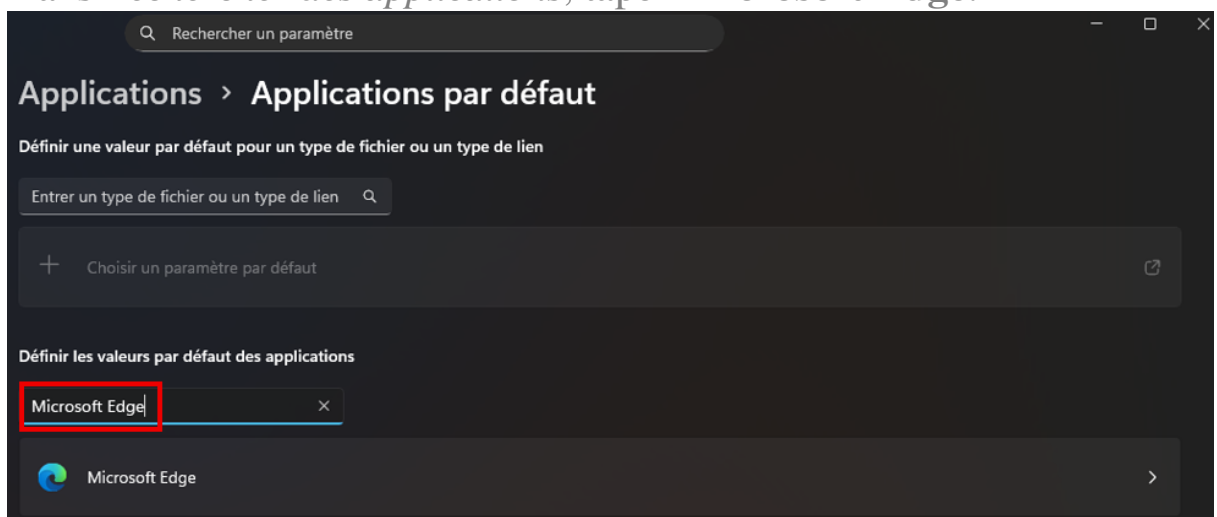 Rechercher un paramètre
Applications > Applications par défaut
Définir une valeur par défaut pour un type de fichier ou un type de lien
Entrer un type de fichier ou un type de lien
Choisir un paramètre par défaut
Définir les valeurs par défaut des applications
Microsoft Edge
Microsoft Edge